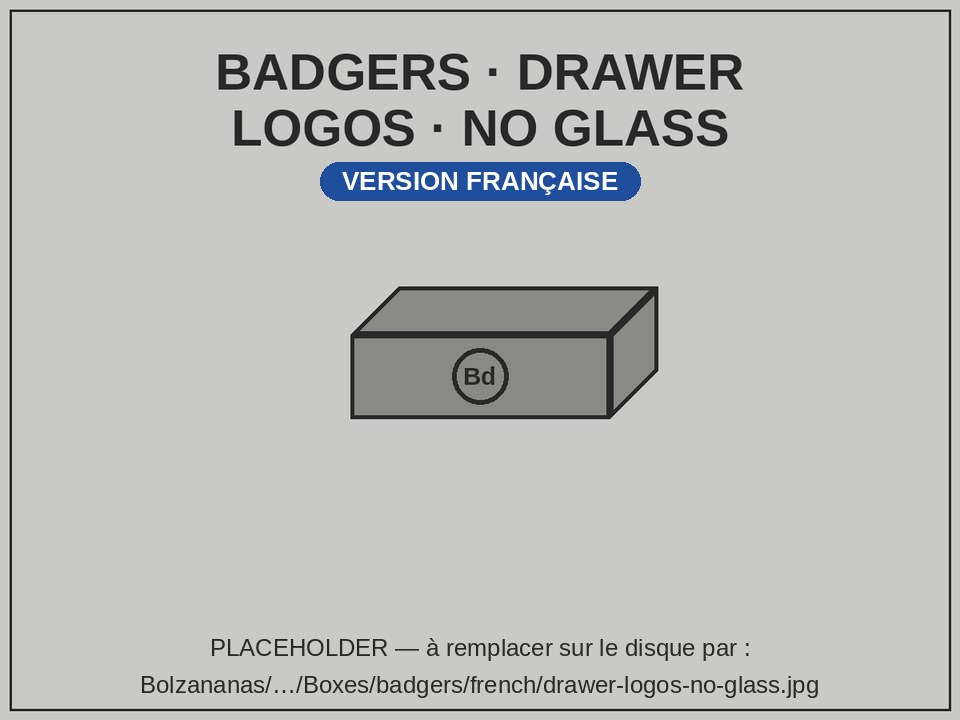 BADGERS · DRAWER
LOGOS · NO GLASS
VERSION FRANÇAISE
Bd
PLACEHOLDER — à remplacer sur le disque par :
Bolzananas/…/Boxes/badgers/french/drawer-logos-no-glass.jpg